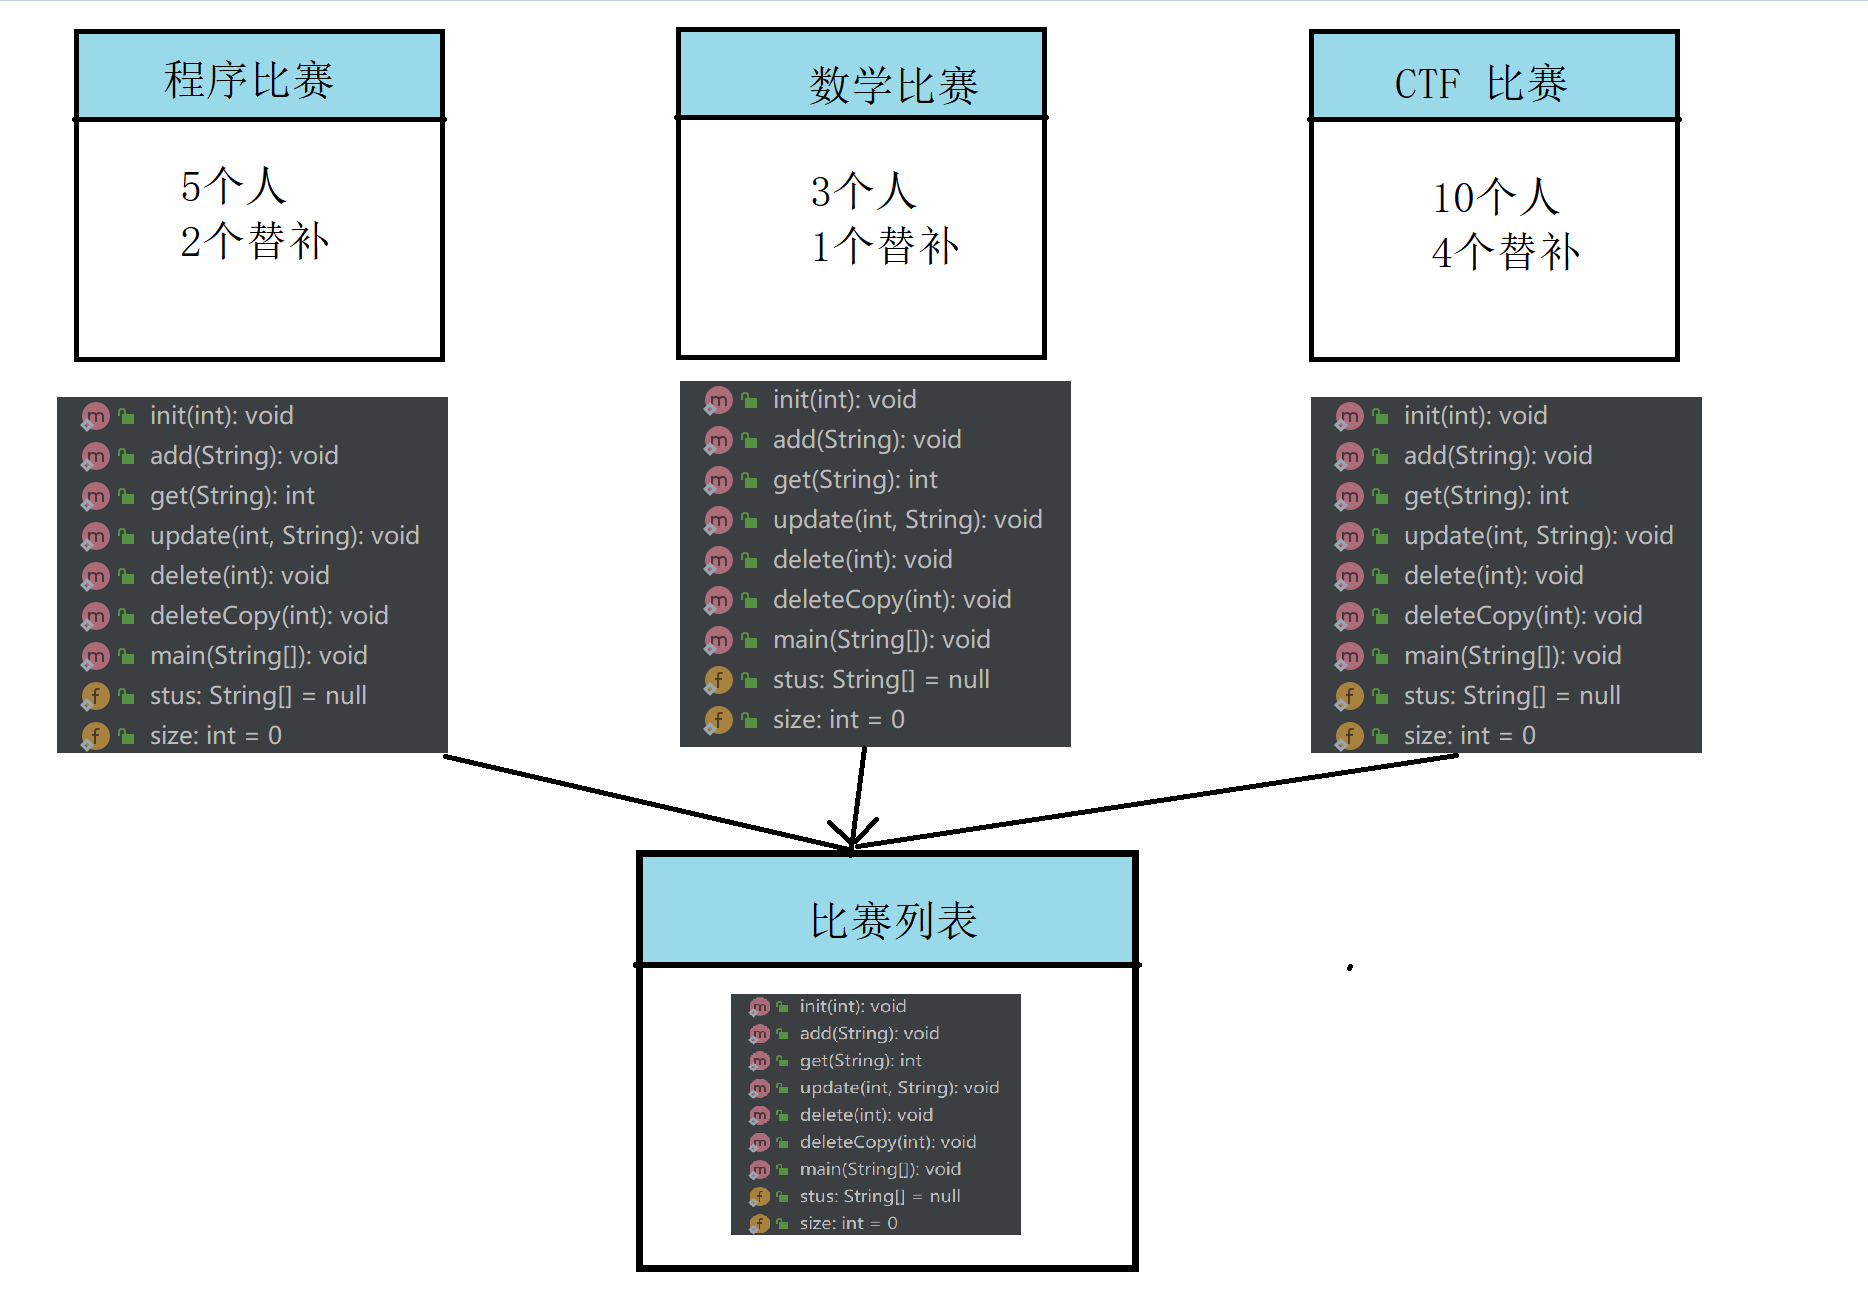 程序比赛
5个人
2个替补
init(int): void
add(String): void
get(String): int
update(int, String): void
delete(int): void
deleteCopy(int): void
main(String[]): void
stus: String[] = null
size: int = 0
数学比赛
3个人
1个替补
init(int): void
add(String): void
get(String): int
update(int, String): void
delete(int): void
deleteCopy(int): void
main(String[]): void
stus: String[] = null
size: int = 0
CTF 比赛
10个人
4个替补
init(int): void
add(String): void
get(String): int
update(int, String): void
delete(int): void
deleteCopy(int): void
main(String[]): void
stus: String[] = null
size: int = 0
比赛列表
init(int): void
add(String): void
get(String): int
update(int, String): void
delete(int): void
deleteCopy(int): void
main(String[]): void
stus: String[] = null
size: int = 0